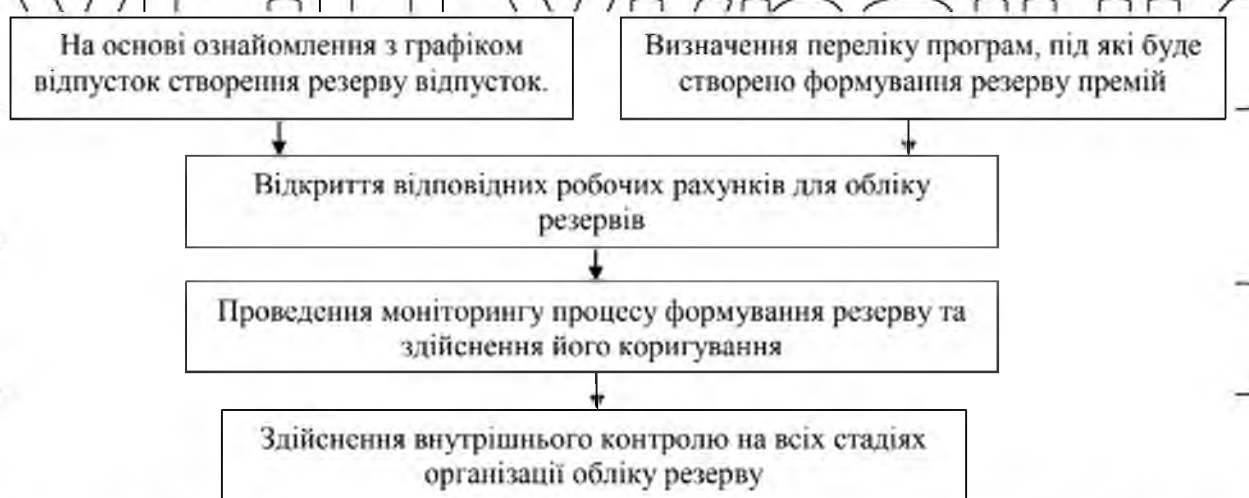 На основі ознайомлення з графіком
відпусток створення резерву відпусток.
Визначення переліку програм, під які буде
створено формування резерву премій
Відкриття відповідних робочих рахунків для обліку
резервів
Проведення моніторингу процесу формування резерву та
здійснення його коригування
Здійснення внутрішнього контролю на всіх стадіях
організації обліку резерву